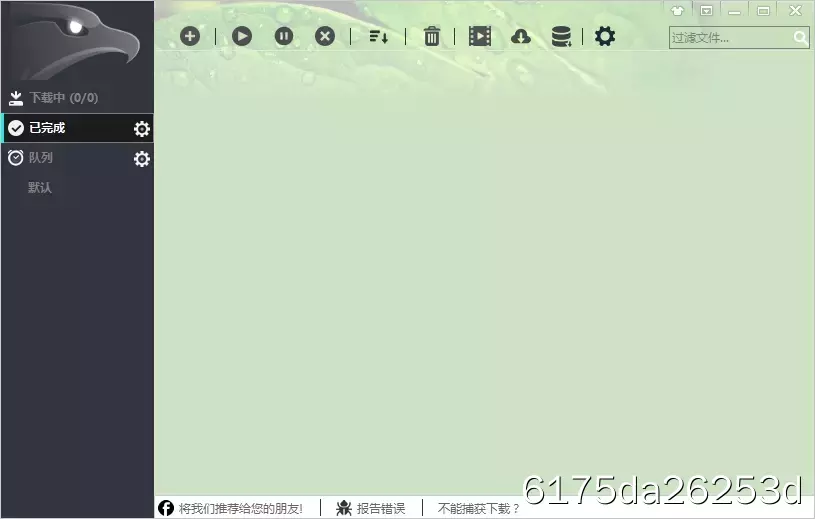 过滤文件...
下载中 (0/0)
已完成
队列
默认
将我们推荐给您的朋友!
报告错误
不能捕获下载？
6175da26253d